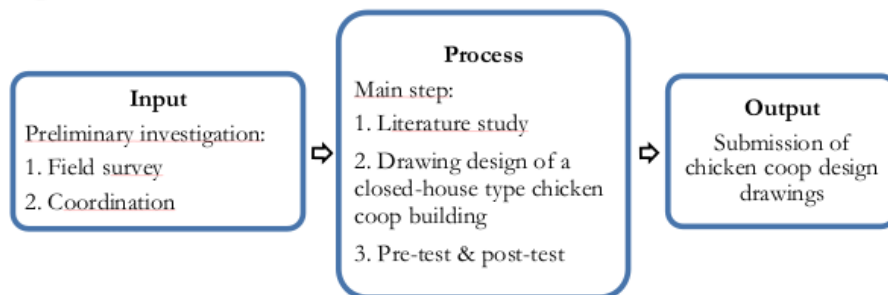 Input
Preliminary investigation:
1. Field survey
2. Coordination
Process
Main step:
1. Literature study
2. Drawing design of a
closed-house type chicken
coop building
3. Pre-test & post-test
Output
Submission of
chicken coop design
drawings